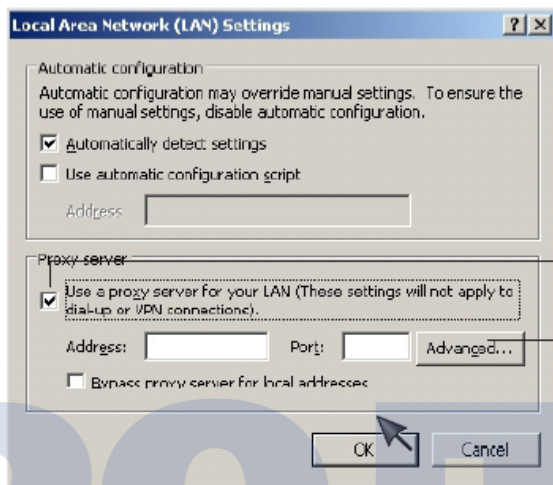 Local Area Network (LAN) Settings
Automatic configuration
Automatic configuration may override manual settings. To ensure the
use of manual settings, disable automatic configuration.
Automatically detect settings
Use automatic configuration script
Address
Proxy server
Use a proxy server for your LAN (These settings will not apply to
dial-up or VPN connections).
Address:
Port:
Advanced...
Bypass proxy server for local addresses
OK
Cancel